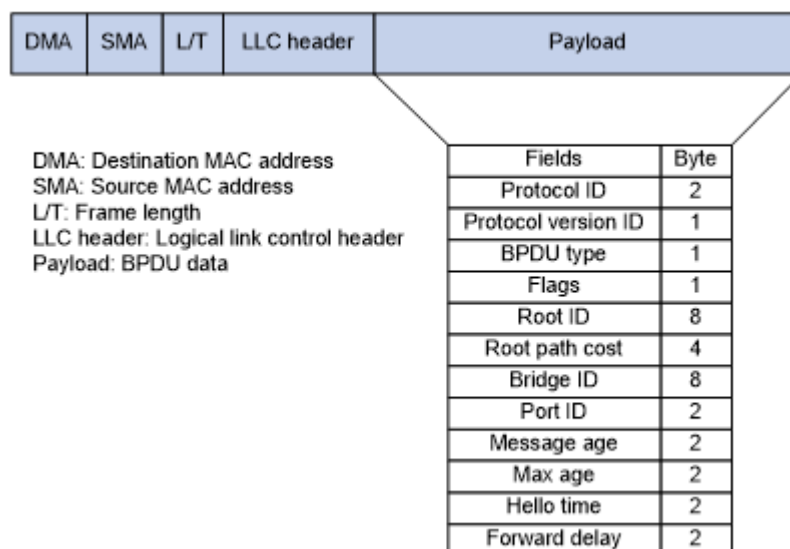 DMA SMA L/T LLC header Payload
DMA: Destination MAC address
SMA: Source MAC address
L/T: Frame length
LLC header: Logical link control header
Payload: BPDU data
Fields Byte
Protocol ID 2
Protocol version ID 1
BPDU type 1
Flags 1
Root ID 8
Root path cost 4
Bridge ID 8
Port ID 2
Message age 2
Max age 2
Hello time 2
Forward delay 2